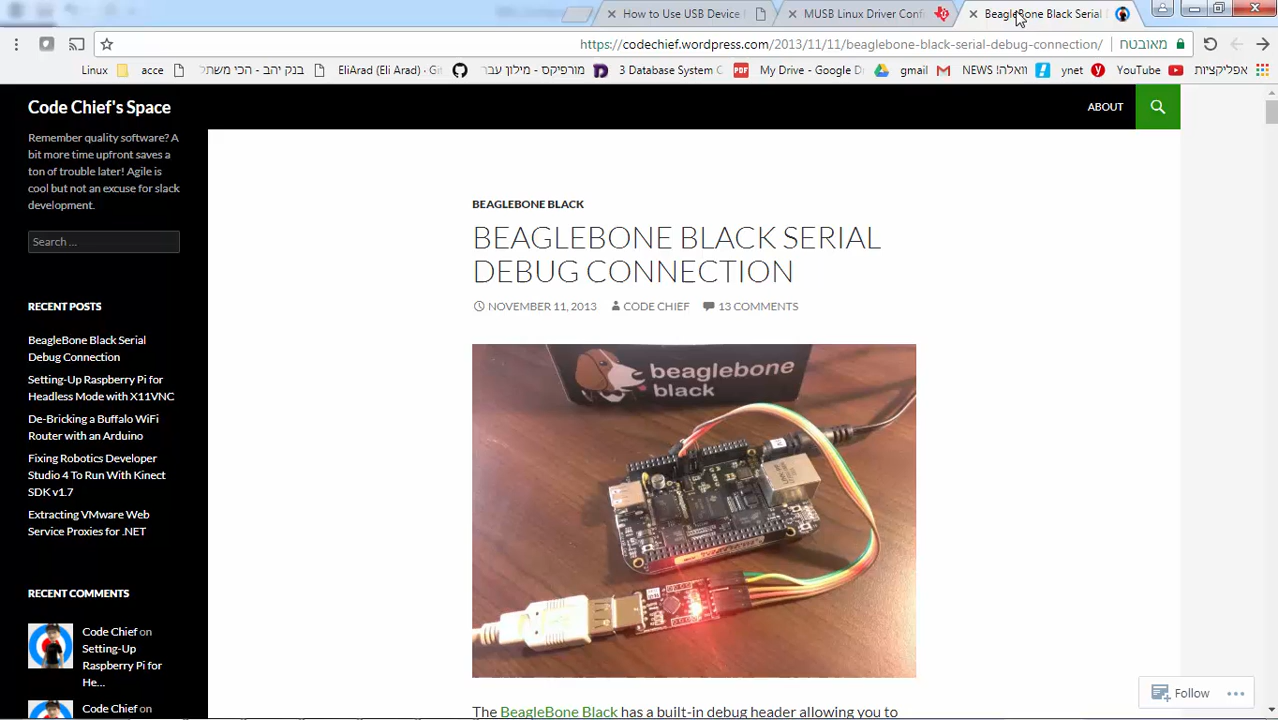 How to Use USB Device
MUSB Linux Driver Confi
BeagleBone Black Serial
https://codechief.wordpress.com/2013/11/11/beaglebone-black-serial-debug-connection/ מאובטח
Linux acce בנק יהב - הכי משתל EliArad (Eli Arad) · Git מורפיקס - מילון עבר 3 Database System C My Drive - Google D gmail וואלה! NEWS ynet YouTube אפליקציות
Code Chief's Space
ABOUT
Remember quality software? A
bit more time upfront saves a
ton of trouble later! Agile is
cool but not an excuse for slack
development.
Search ...
RECENT POSTS
BeagleBone Black Serial
Debug Connection
Setting-Up Raspberry Pi for
Headless Mode with X11VNC
De-Bricking a Buffalo WiFi
Router with an Arduino
Fixing Robotics Developer
Studio 4 To Run With Kinect
SDK v1.7
Extracting VMware Web
Service Proxies for .NET
RECENT COMMENTS
Code Chief on
Setting-Up
Raspberry Pi for
He...
Code Chief on
BEAGLEBONE BLACK
BEAGLEBONE BLACK SERIAL
DEBUG CONNECTION
NOVEMBER 11, 2013 CODE CHIEF 13 COMMENTS
beaglebone
black
The BeagleBone Black has a built-in debug header allowing you to
Follow